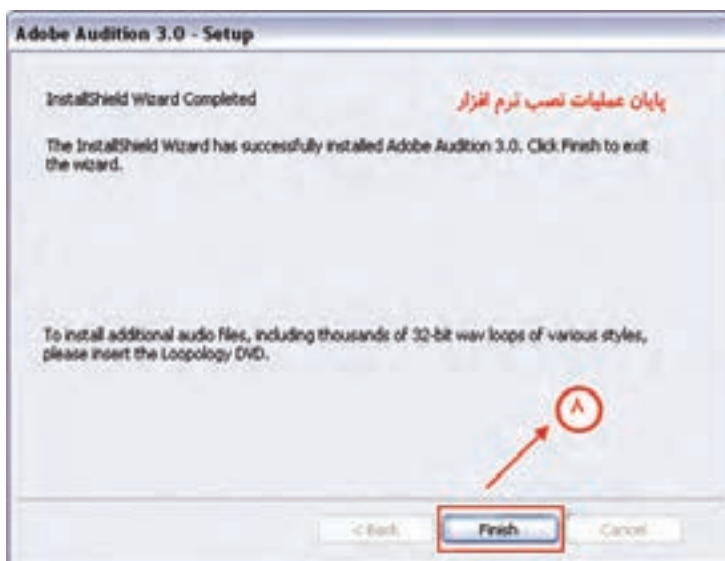 Adobe Audition 3.0 - Setup
InstallShield Wizard Completed
پایان عملیات نصب نرم افزار
The InstallShield Wizard has successfully installed Adobe Audition 3.0. Click Finish to exit
the wizard.
To install additional audio files, including thousands of 32-bit wav loops of various styles,
please insert the Loopology DVD.
۸
< Back
Finish
Cancel